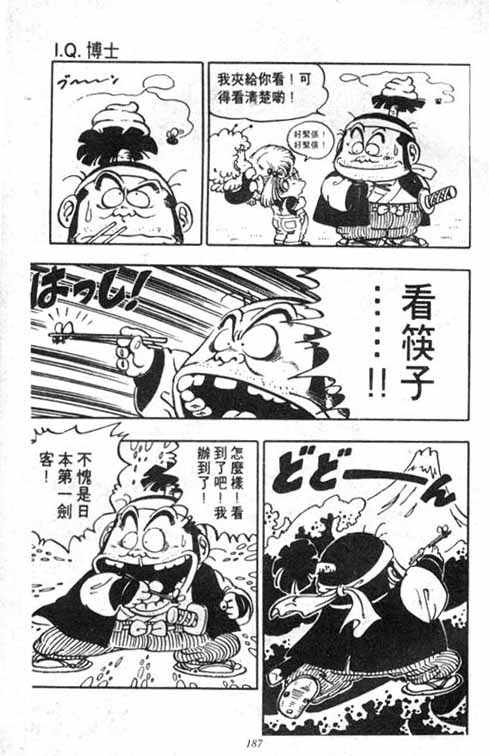 I.Q. 博士
我夾給你看！可
得看清楚喲！
好緊張！
好緊張！
ブ〜〜ン
看筷子
⋯⋯!!
はっし!
どどーーん
怎麼樣！看
到了吧！我
辦到了！
不愧是日
本第一劍
客！
187